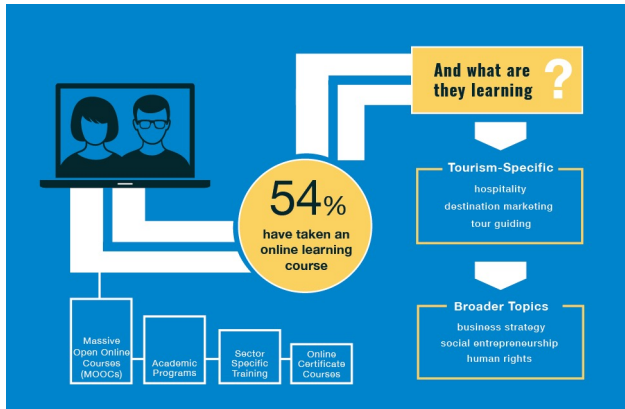 And what are
they learning
?
54%
have taken an
online learning
course
Tourism-Specific
hospitality
destination marketing
tour guiding
Broader Topics
business strategy
social entrepreneurship
human rights
Massive
Open Online
Courses
(MOOCs)
Academic
Programs
Sector
Specific
Training
Online
Certificate
Courses